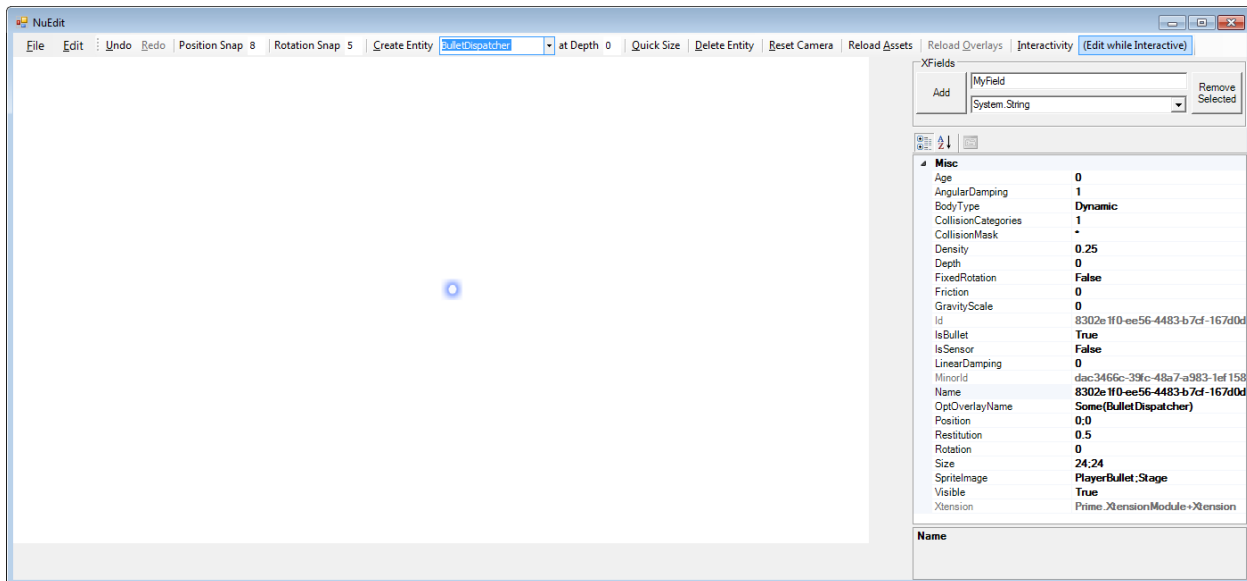 NuEdit
File Edit Undo Redo Position Snap 8 Rotation Snap 5 Create Entity BulletDispatcher at Depth 0 Quick Size Delete Entity Reset Camera Reload Assets Reload Overlays Interactivity (Edit while Interactive)
XFields
Add
MyField
System.String
Remove
Selected
Misc
Age 0
AngularDamping 1
BodyType Dynamic
CollisionCategories 1
CollisionMask *
Density 0.25
Depth 0
FixedRotation False
Friction 0
GravityScale 0
Id 8302e1f0-ee56-4483-b7cf-167d0d
IsBullet True
IsSensor False
LinearDamping 0
MinorId dac3466c-39fc-48a7-a983-1ef158
Name 8302e1f0-ee56-4483-b7cf-167d0d
OptOverlayName Some(BulletDispatcher)
Position 0;0
Restitution 0.5
Rotation 0
Size 24;24
SpriteImage PlayerBullet;Stage
Visible True
Xtension Prime.XtensionModule+Xtension
Name